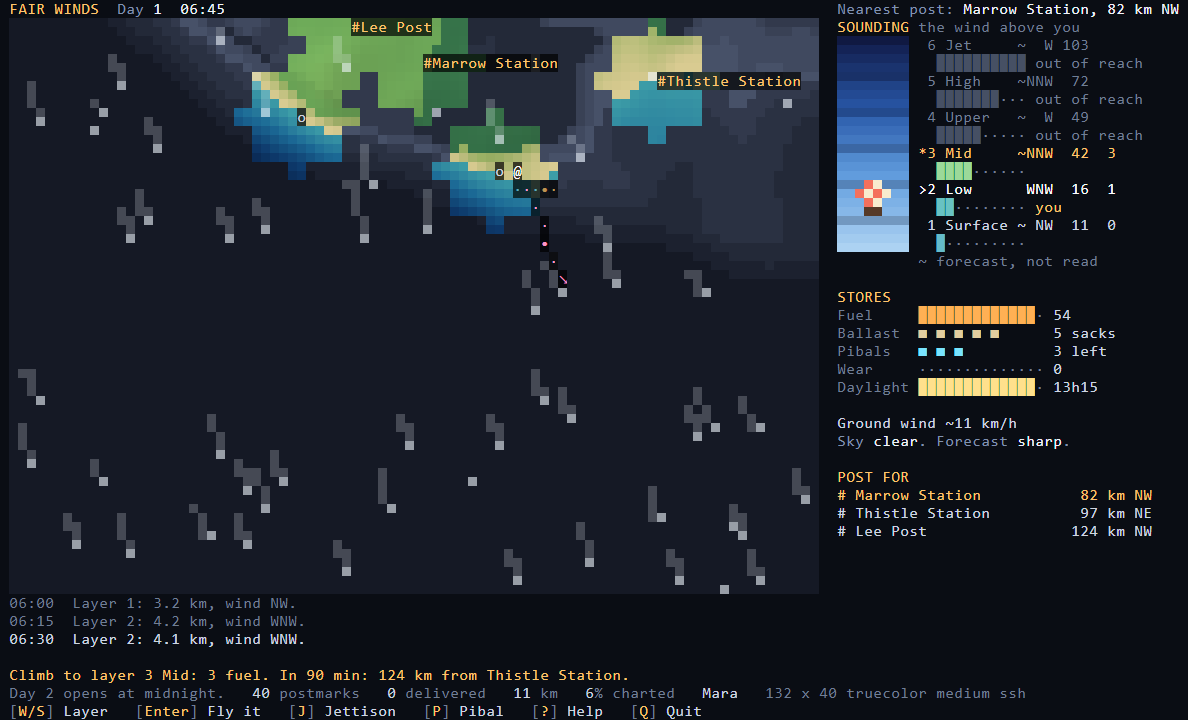 FAIR WINDS  Day 1  06:45
Nearest post: Marrow Station, 82 km NW
#Lee Post
#Marrow Station
#Thistle Station
o
o @
SOUNDING the wind above you
6 Jet ~ W 103
out of reach
5 High ~NNW 72
out of reach
4 Upper ~ W 49
out of reach
*3 Mid ~NNW 42 3
>2 Low WNW 16 1
you
1 Surface ~ NW 11 0
~ forecast, not read
STORES
Fuel 54
Ballast 5 sacks
Pibals 3 left
Wear 0
Daylight 13h15
Ground wind ~11 km/h
Sky clear. Forecast sharp.
POST FOR
# Marrow Station 82 km NW
# Thistle Station 97 km NE
# Lee Post 124 km NW
06:00 Layer 1: 3.2 km, wind NW.
06:15 Layer 2: 4.2 km, wind WNW.
06:30 Layer 2: 4.1 km, wind WNW.
Climb to layer 3 Mid: 3 fuel. In 90 min: 124 km from Thistle Station.
Day 2 opens at midnight. 40 postmarks 0 delivered 11 km 6% charted Mara 132 x 40 truecolor medium ssh
[W/S] Layer [Enter] Fly it [J] Jettison [P] Pibal [?] Help [Q] Quit